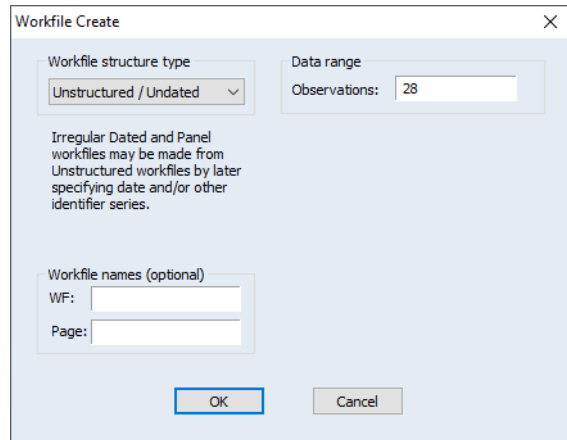 Workfile Create
Workfile structure type
Unstructured / Undated
Data range
Observations: 28
Irregular Dated and Panel
workfiles may be made from
Unstructured workfiles by later
specifying date and/or other
identifier series.
Workfile names (optional)
WF:
Page:
OK
Cancel